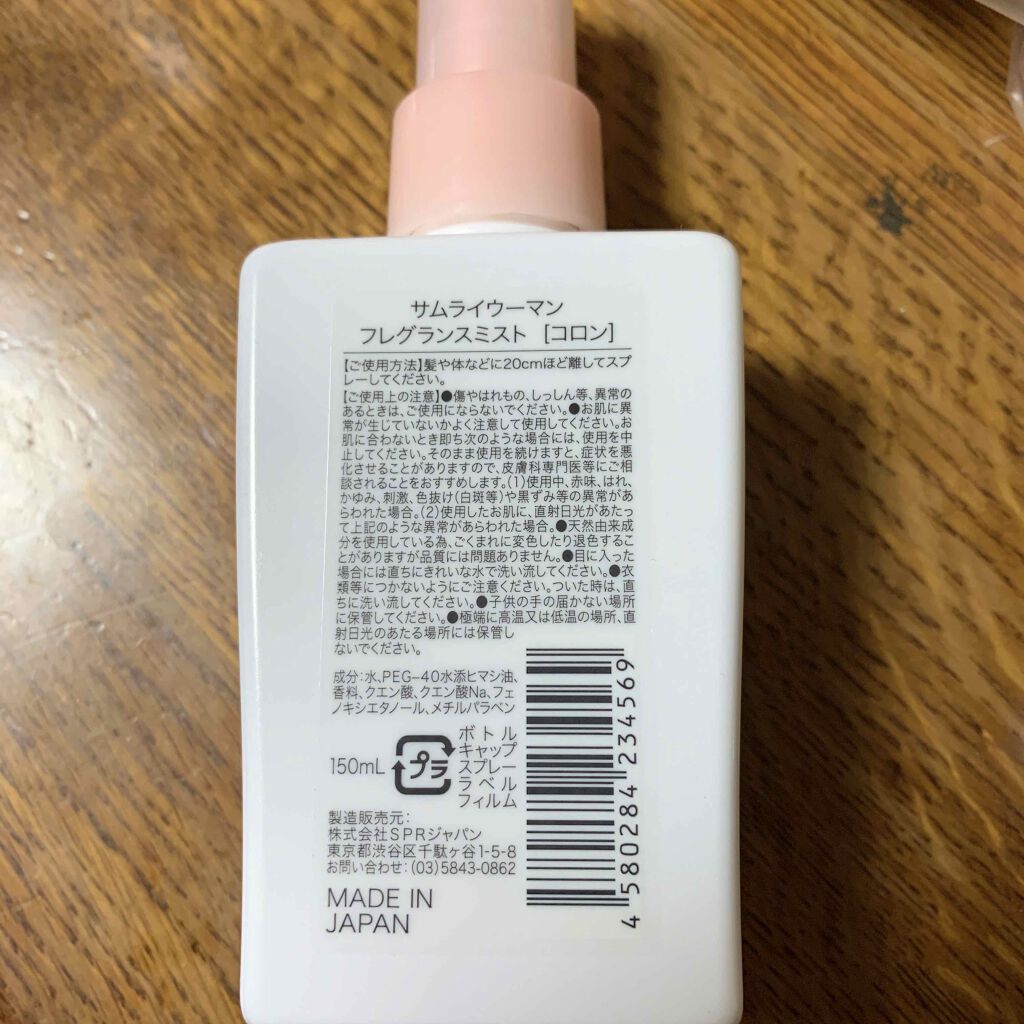 サムライウーマン
フレグランスミスト [コロン]
【ご使用方法】髪や体などに20cmほど離してスプ
レーしてください。
【ご使用上の注意】●傷やはれもの、しっしん等、異常の
あるときは、ご使用にならないでください。●お肌に異
常が生じていないかよく注意して使用してください。お
肌に合わないとき即ち次のような場合には、使用を中
止してください。そのまま使用を続けますと、症状を悪
化させることがありますので、皮膚科専門医等にご相
談されることをおすすめします。(1)使用中、赤味、はれ、
かゆみ、刺激、色抜け(白斑等)や黒ずみ等の異常があ
らわれた場合。(2)使用したお肌に、直射日光があたっ
て上記のような異常があらわれた場合。●天然由来成
分を使用している為、ごくまれに変色したり退色するこ
とがありますが品質には問題ありません。●目に入った
場合には直ちにきれいな水で洗い流してください。●衣
類等につかないようにご注意ください。ついた時は、直
ちに洗い流してください。●子供の手の届かない場所
に保管してください。●極端に高温又は低温の場所、直
射日光のあたる場所には保管し
ないでください。
成分:水、PEG-40水添ヒマシ油、
香料、クエン酸、クエン酸Na、フェ
ノキシエタノール、メチルパラベン
150mL
プラ
ボトル
キャップ
スプレー
ラベル
フィルム
製造販売元:
株式会社SPRジャパン
東京都渋谷区千駄ヶ谷1-5-8
お問い合わせ:(03)5843-0862
MADE IN
JAPAN
4580284234569